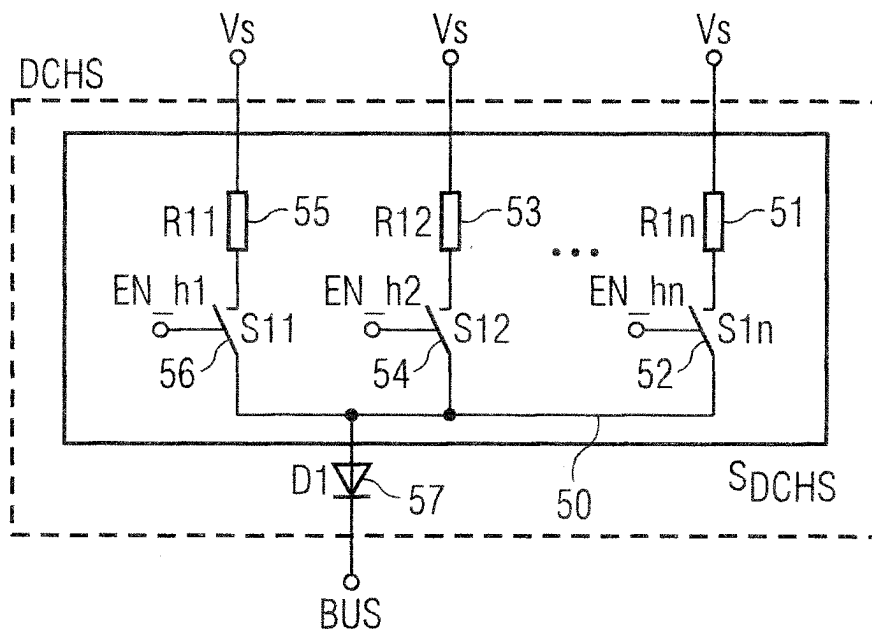 Vs Vs Vs
DCHS
R11 55 R12 53 R1n 51
...
EN_h1 EN_h2 EN_hn
S11 S12 S1n
56 54 52
D1 57 50 SDCHS
BUS